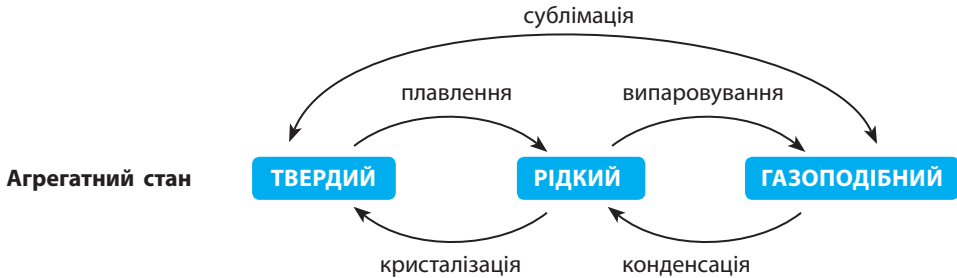 сублімація
плавлення випаровування
Агрегатний стан ТВЕРДИЙ РІДКИЙ ГАЗОПОДІБНИЙ
кристалізація конденсація